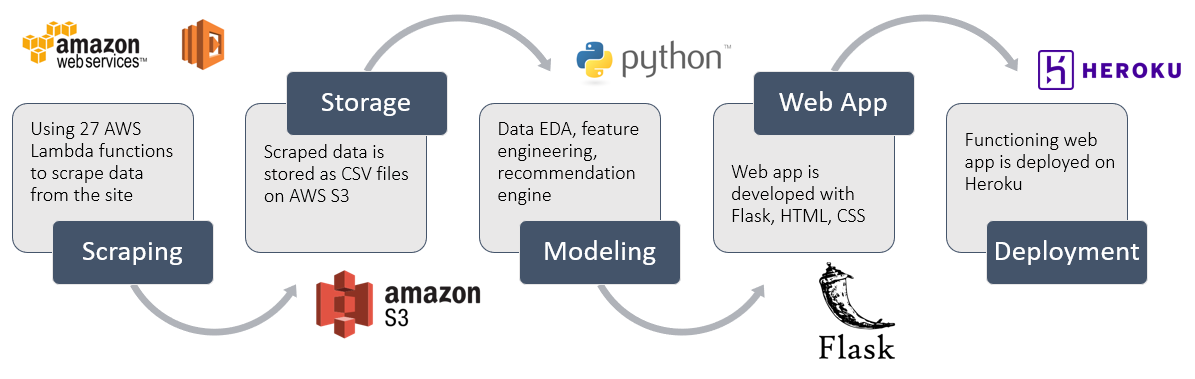 amazon
web services™
Using 27 AWS
Lambda functions
to scrape data
from the site
Scraping
Storage
Scraped data is
stored as CSV files
on AWS S3
amazon
S3
python™
Data EDA, feature
engineering,
recommendation
engine
Modeling
Web App
Web app is
developed with
Flask, HTML, CSS
Flask
HEROKU
Functioning web
app is deployed on
Heroku
Deployment